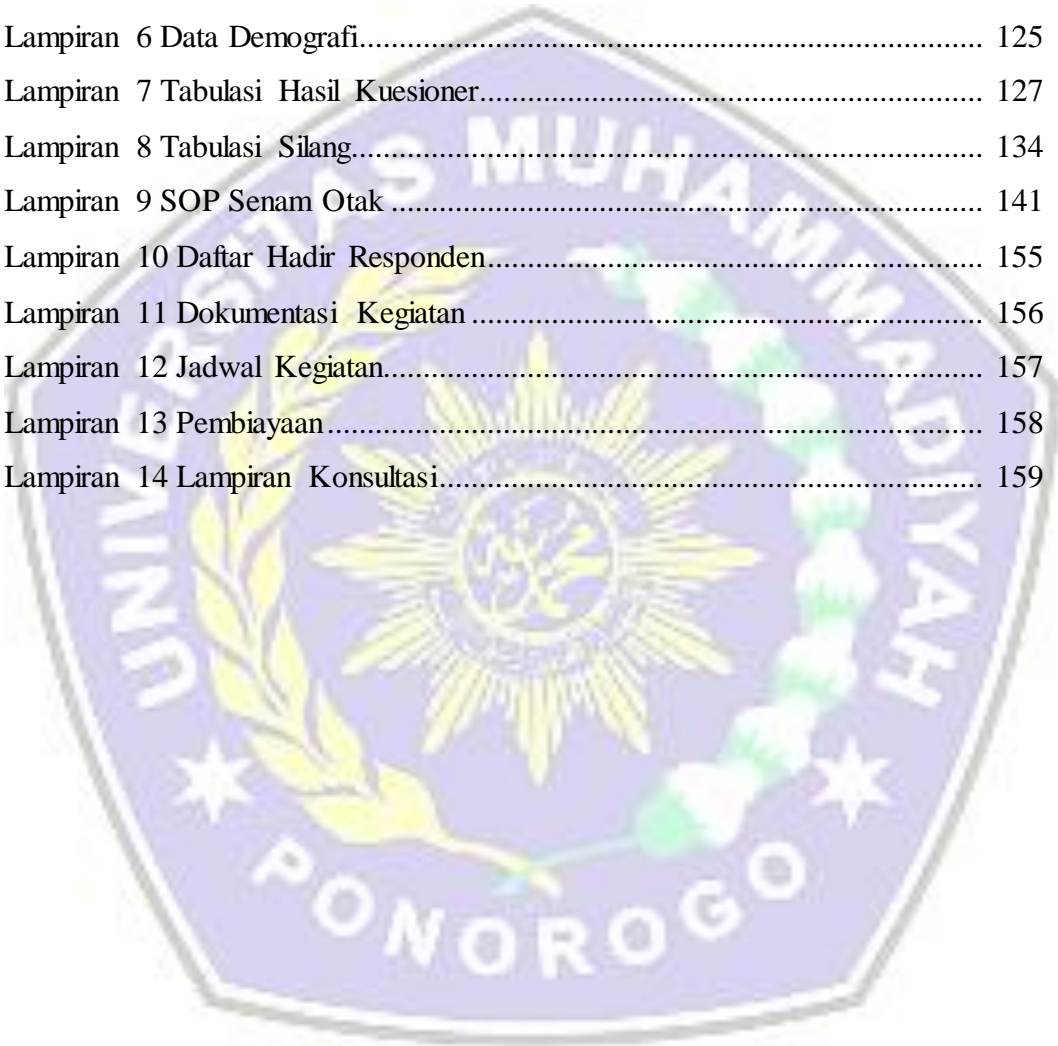 Lampiran 6 Data Demografi.............................................................................. 125
Lampiran 7 Tabulasi Hasil Kuesioner............................................................... 127
Lampiran 8 Tabulasi Silang............................................................................... 134
Lampiran 9 SOP Senam Otak .......................................................................... 141
Lampiran 10 Daftar Hadir Responden.............................................................. 155
Lampiran 11 Dokumentasi Kegiatan ................................................................ 156
Lampiran 12 Jadwal Kegiatan........................................................................... 157
Lampiran 13 Pembiayaan .................................................................................. 158
Lampiran 14 Lampiran Konsultasi.................................................................... 159
UNIVERSITAS MUHAMMADIYAH
PONOROGO